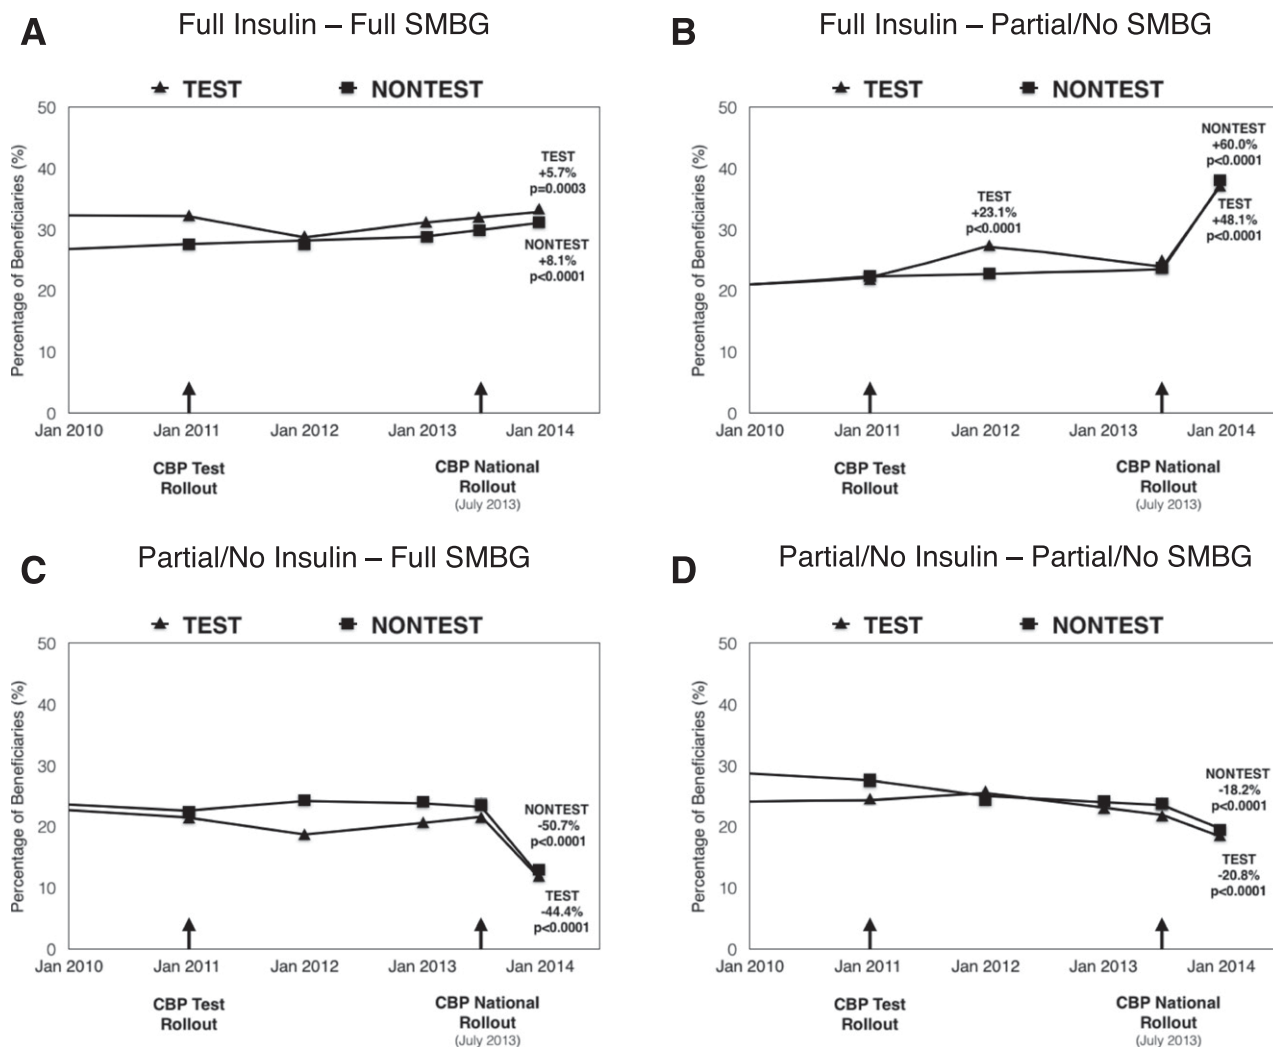 A
Full Insulin – Full SMBG
TEST NONTEST
Percentage of Beneficiaries (%)
50
40
30
20
10
0
TEST
+5.7%
p=0.0003
NONTEST
+8.1%
p<0.0001
Jan 2010 Jan 2011 Jan 2012 Jan 2013 Jan 2014
CBP Test
Rollout
CBP National
Rollout
(July 2013)
B
Full Insulin – Partial/No SMBG
TEST NONTEST
Percentage of Beneficiaries (%)
50
40
30
20
10
0
TEST
+23.1%
p<0.0001
NONTEST
+60.0%
p<0.0001
TEST
+48.1%
p<0.0001
Jan 2010 Jan 2011 Jan 2012 Jan 2013 Jan 2014
CBP Test
Rollout
CBP National
Rollout
(July 2013)
C
Partial/No Insulin – Full SMBG
TEST NONTEST
Percentage of Beneficiaries (%)
50
40
30
20
10
0
NONTEST
-50.7%
p<0.0001
TEST
-44.4%
p<0.0001
Jan 2010 Jan 2011 Jan 2012 Jan 2013 Jan 2014
CBP Test
Rollout
CBP National
Rollout
(July 2013)
D
Partial/No Insulin – Partial/No SMBG
TEST NONTEST
Percentage of Beneficiaries (%)
50
40
30
20
10
0
NONTEST
-18.2%
p<0.0001
TEST
-20.8%
p<0.0001
Jan 2010 Jan 2011 Jan 2012 Jan 2013 Jan 2014
CBP Test
Rollout
CBP National
Rollout
(July 2013)